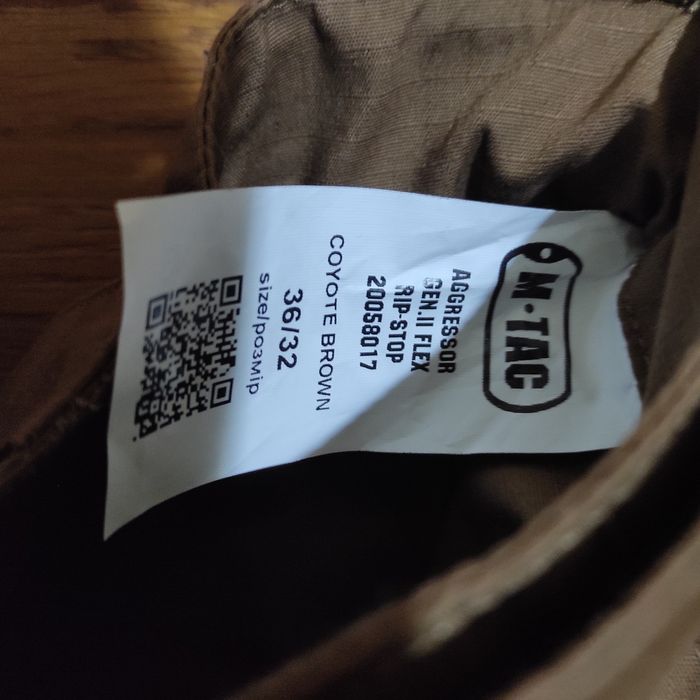 M·TAC
AGGRESSOR
GEN.II FLEX
RIP-STOP
20058017
COYOTE BROWN
36/32
size/розмір